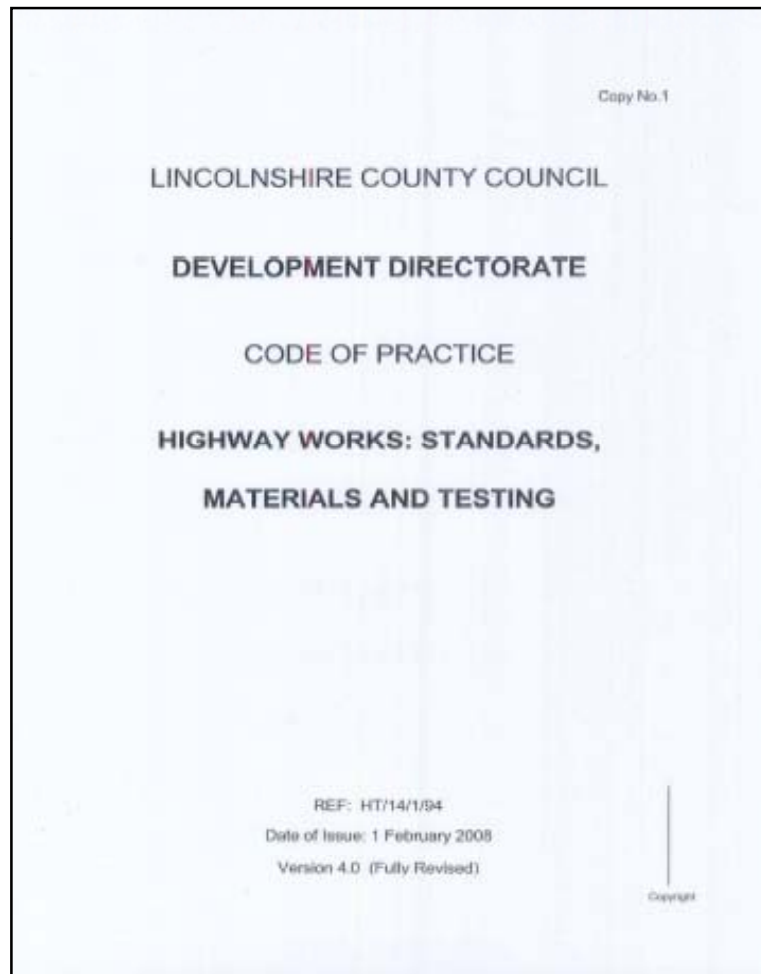 Copy No.1
LINCOLNSHIRE COUNTY COUNCIL
DEVELOPMENT DIRECTORATE
CODE OF PRACTICE
HIGHWAY WORKS: STANDARDS,
MATERIALS AND TESTING
REF: HT/14/1/94
Date of Issue: 1 February 2008
Version 4.0 (Fully Revised)
Copyright